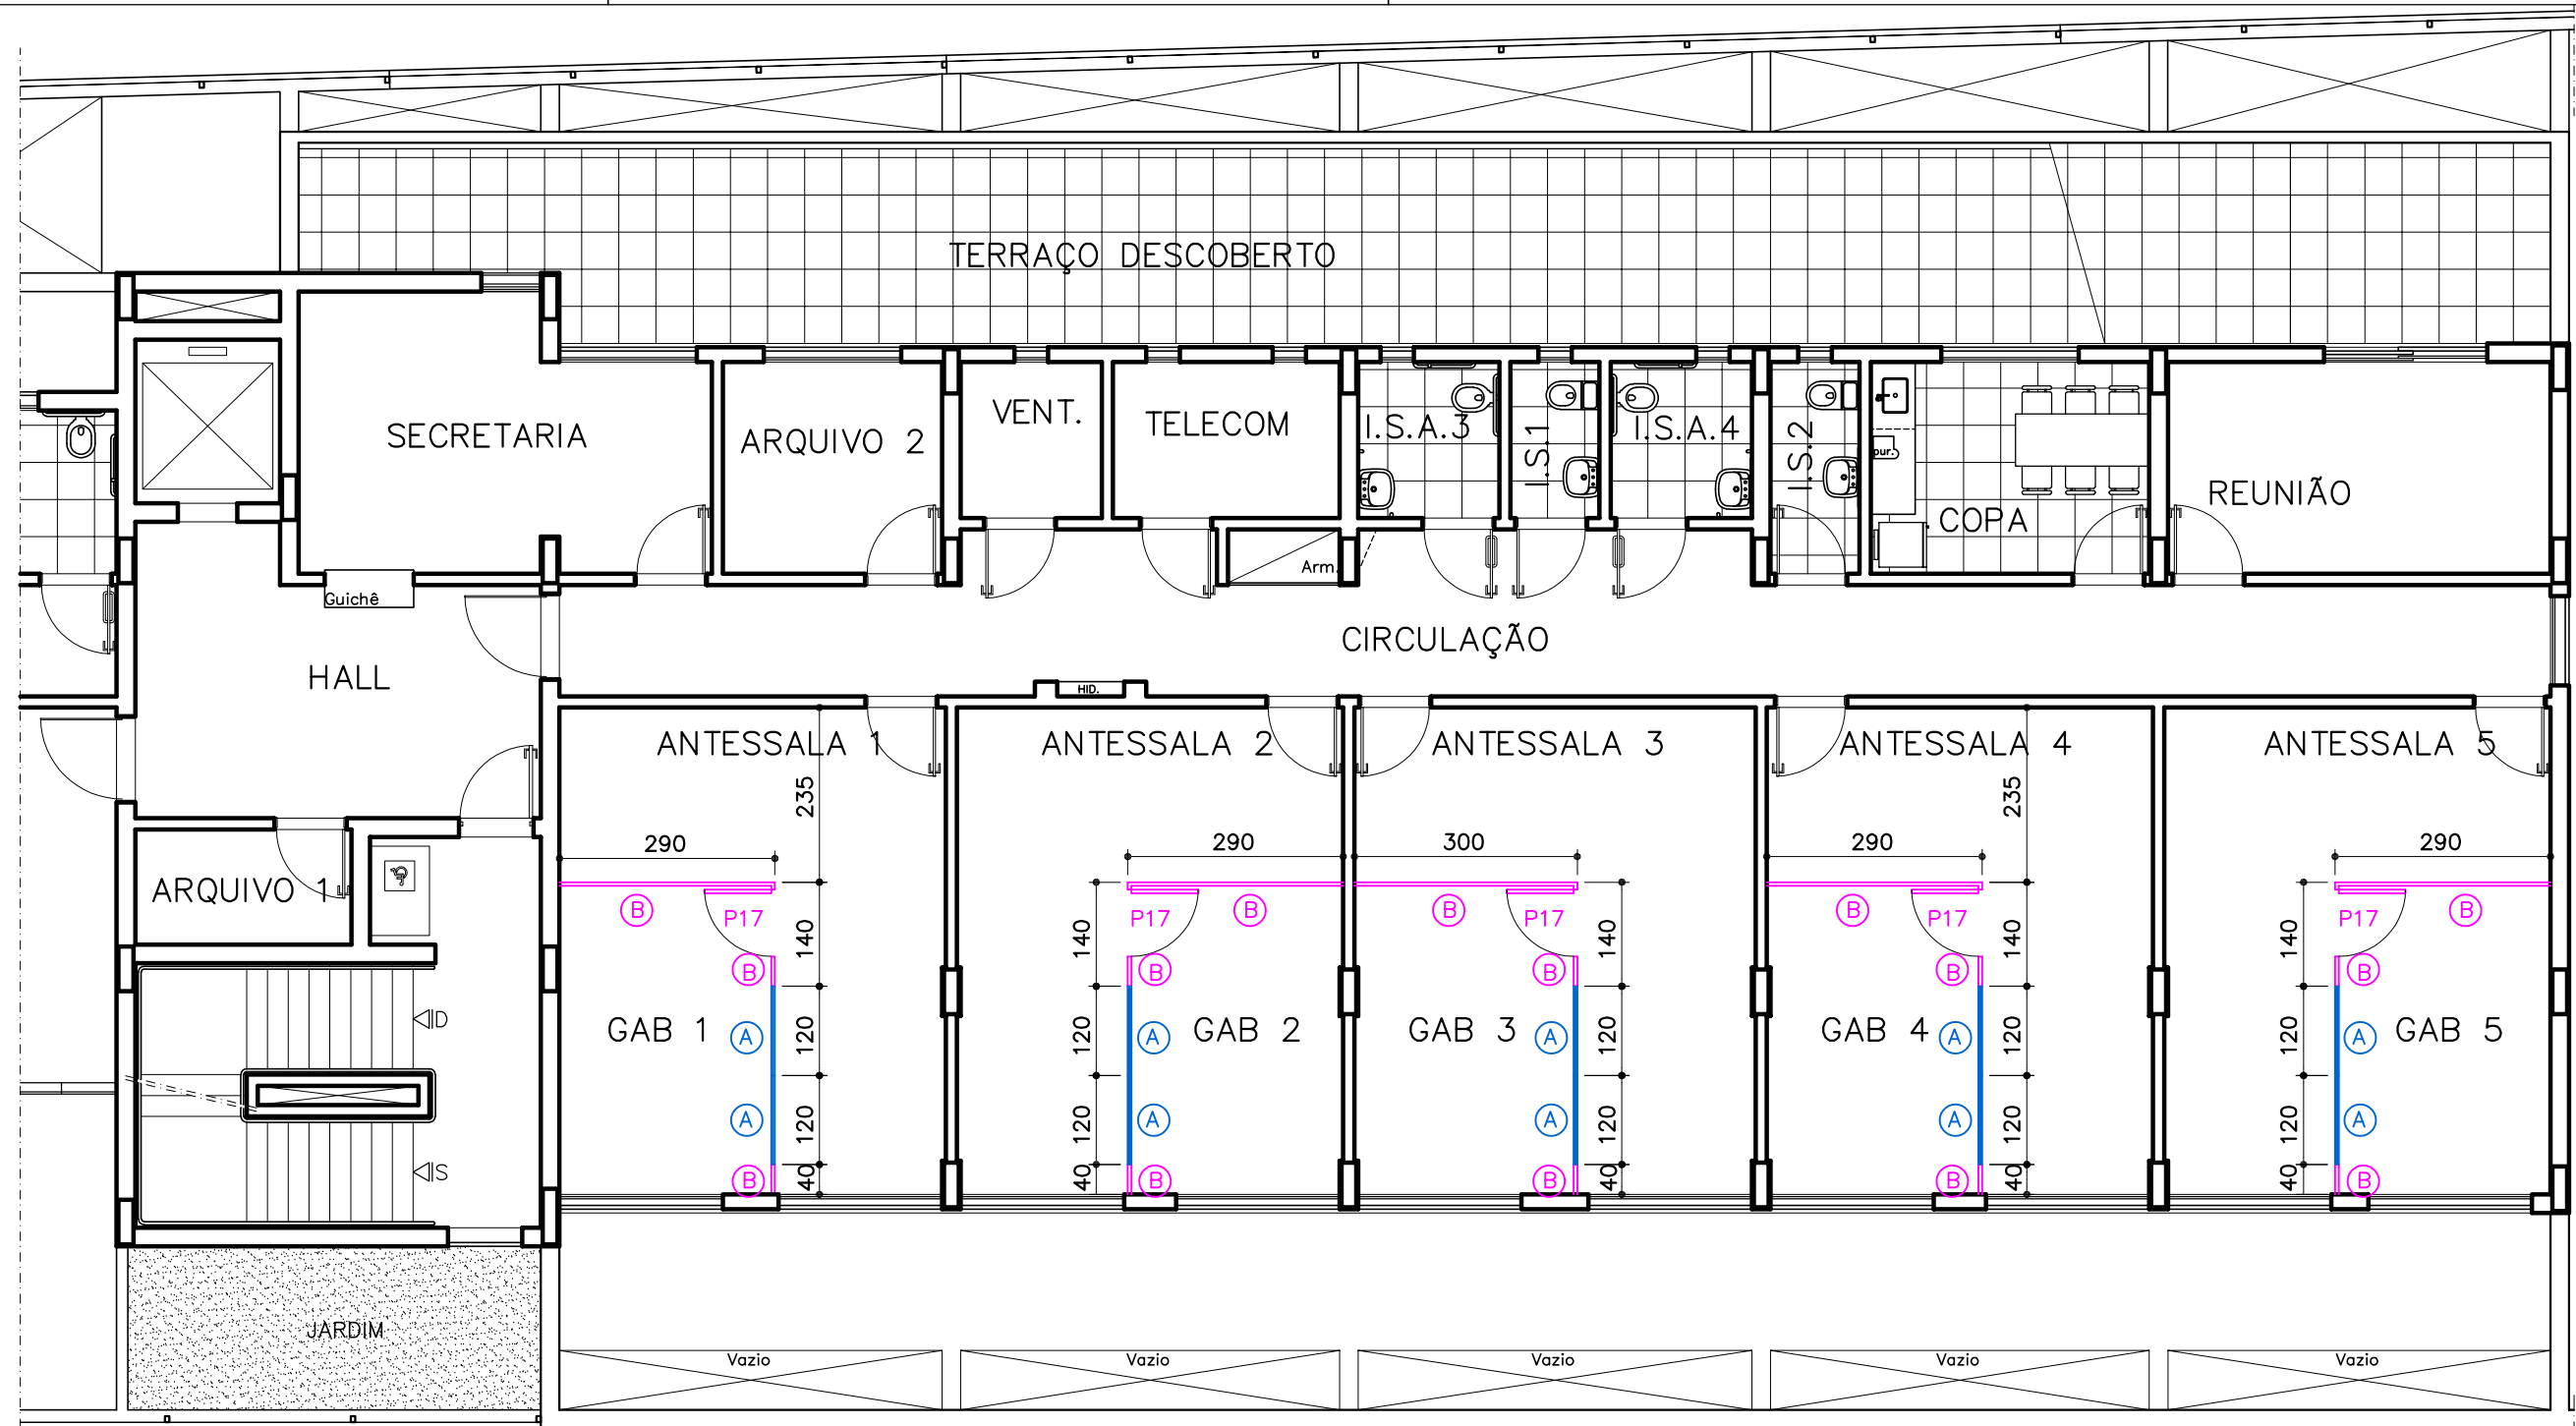 TERRAÇO DESCOBERTO
SECRETARIA
ARQUIVO 2
VENT.
TELECOM
I.S.A.3
I.S.1
I.S.A.4
I.S.2
pur.
COPA
REUNIÃO
Arm.
Guichê
HALL
CIRCULAÇÃO
HID.
ANTESSALA 1
ANTESSALA 2
ANTESSALA 3
ANTESSALA 4
ANTESSALA 5
235
235
290
290
300
290
290
ARQUIVO 1
B
P17
140
140
P17
B
B
P17
140
B
P17
140
140
P17
B
B
B
B
B
B
D
GAB 1
A
120
120
A
GAB 2
GAB 3
A
120
GAB 4
A
120
120
A
GAB 5
A
120
120
A
A
120
A
120
120
A
S
B
40
40
B
B
40
B
40
40
B
JARDIM
Vazio
Vazio
Vazio
Vazio
Vazio